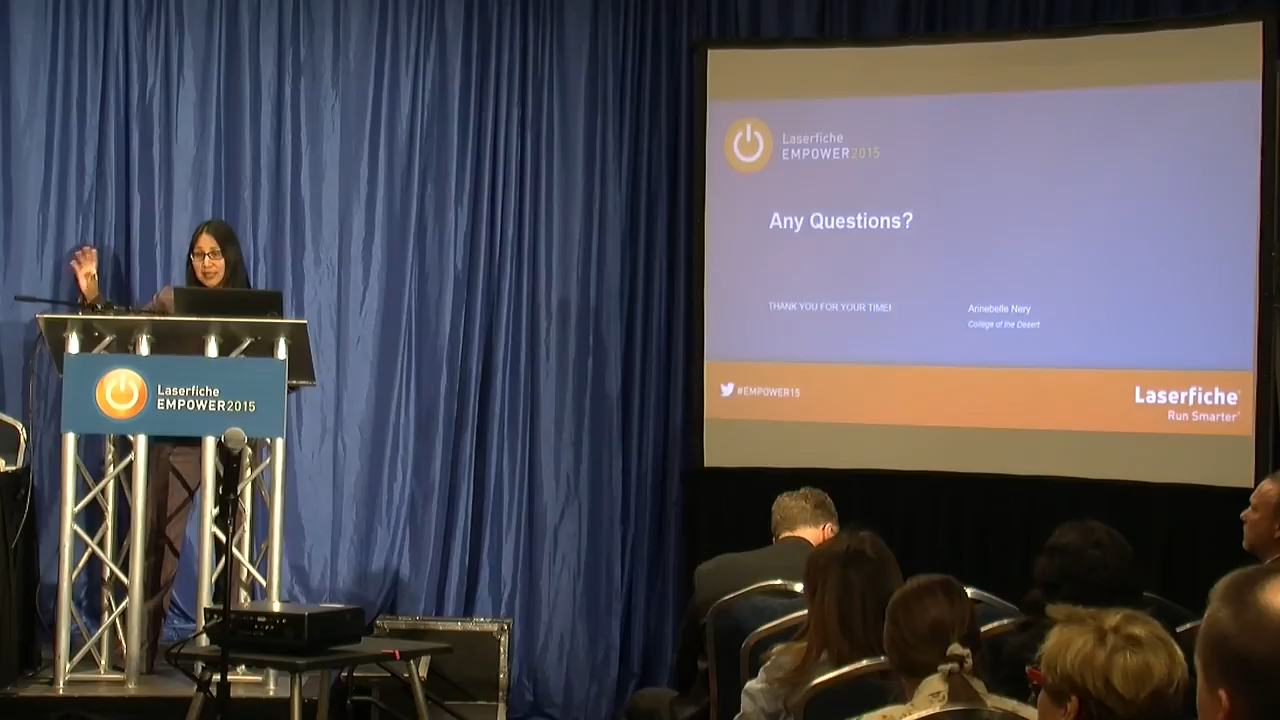 Laserfiche
EMPOWER2015
Any Questions?
THANK YOU FOR YOUR TIME!
Annebelle Nery
College of the Desert
#EMPOWER15
Laserfiche
Run Smarter
Laserfiche
EMPOWER2015